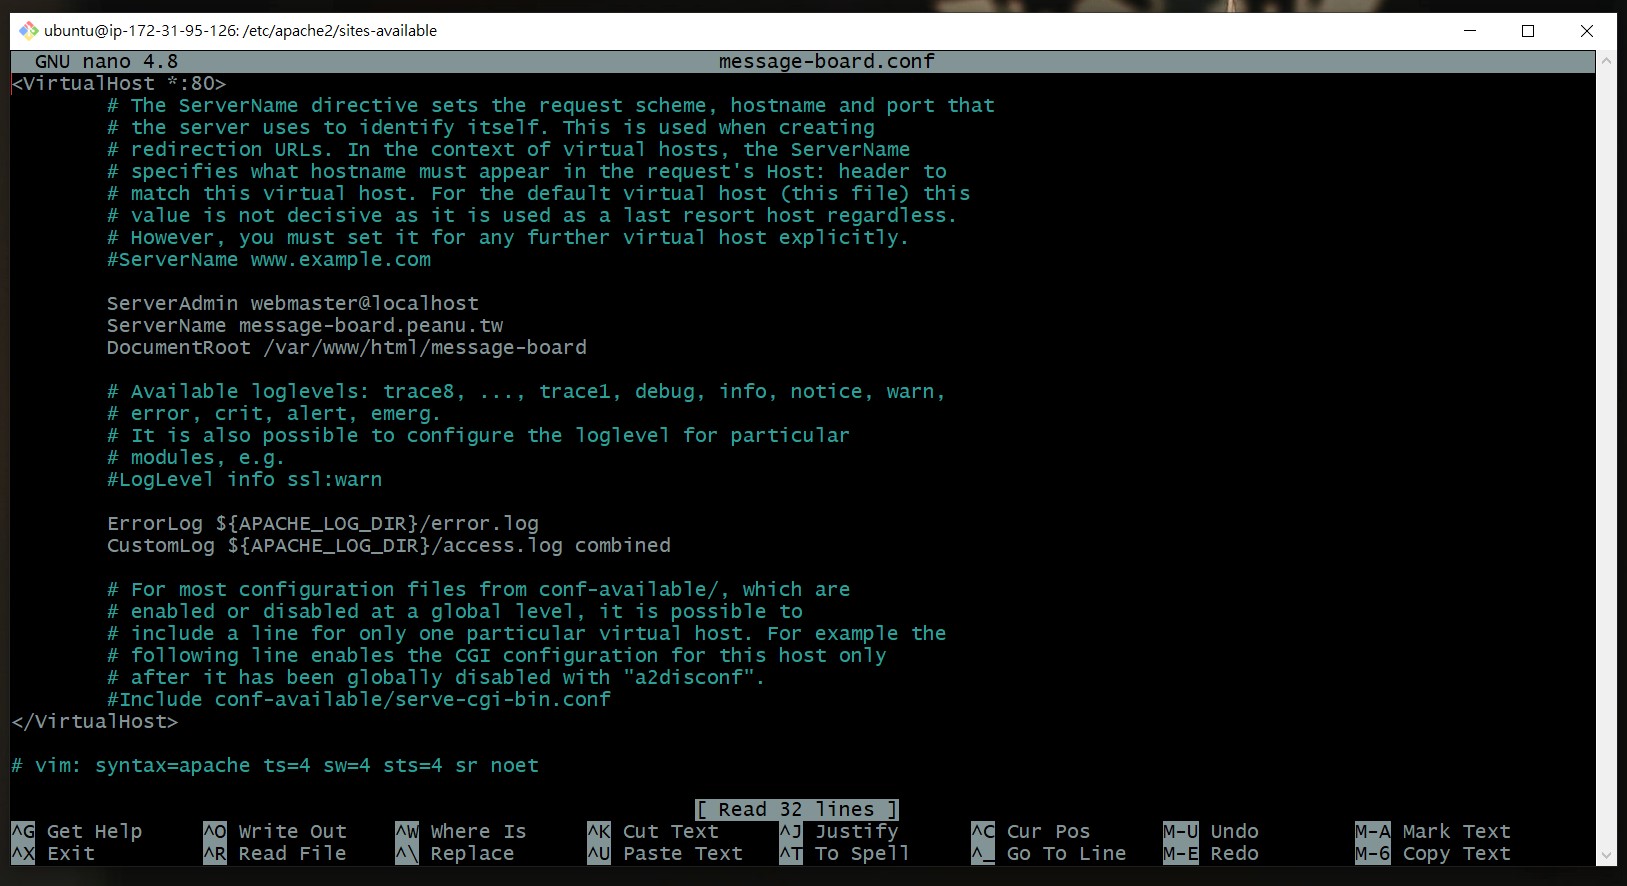 ubuntu@ip-172-31-95-126: /etc/apache2/sites-available
GNU nano 4.8 message-board.conf
<VirtualHost *:80>
        # The ServerName directive sets the request scheme, hostname and port that
        # the server uses to identify itself. This is used when creating
        # redirection URLs. In the context of virtual hosts, the ServerName
        # specifies what hostname must appear in the request's Host: header to
        # match this virtual host. For the default virtual host (this file) this
        # value is not decisive as it is used as a last resort host regardless.
        # However, you must set it for any further virtual host explicitly.
        #ServerName www.example.com

        ServerAdmin webmaster@localhost
        ServerName message-board.peanu.tw
        DocumentRoot /var/www/html/message-board

        # Available loglevels: trace8, ..., trace1, debug, info, notice, warn,
        # error, crit, alert, emerg.
        # It is also possible to configure the loglevel for particular
        # modules, e.g.
        #LogLevel info ssl:warn

        ErrorLog ${APACHE_LOG_DIR}/error.log
        CustomLog ${APACHE_LOG_DIR}/access.log combined

        # For most configuration files from conf-available/, which are
        # enabled or disabled at a global level, it is possible to
        # include a line for only one particular virtual host. For example the
        # following line enables the CGI configuration for this host only
        # after it has been globally disabled with "a2disconf".
        #Include conf-available/serve-cgi-bin.conf
</VirtualHost>

# vim: syntax=apache ts=4 sw=4 sts=4 sr noet

[ Read 32 lines ]
^G Get Help ^O Write Out ^W Where Is ^K Cut Text ^J Justify ^C Cur Pos M-U Undo M-A Mark Text
^X Exit ^R Read File ^\ Replace ^U Paste Text ^T To Spell ^_ Go To Line M-E Redo M-6 Copy Text